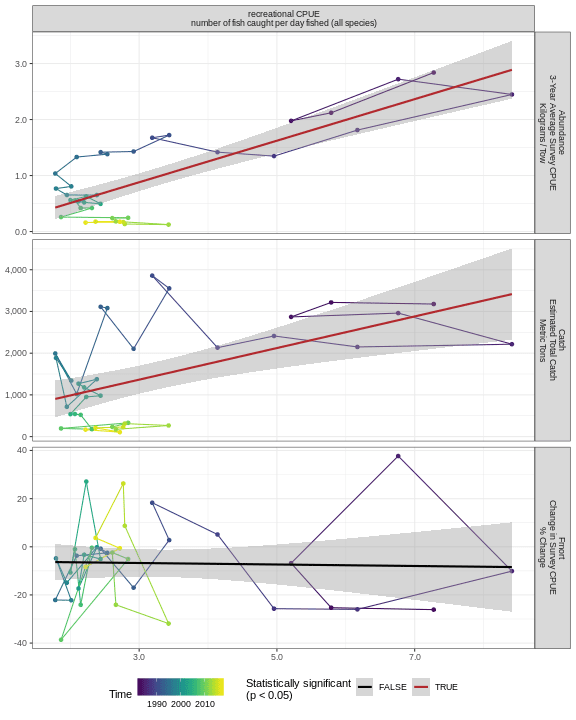 recreational CPUE
number of fish caught per day fished (all species)
3.0
2.0
1.0
0.0
Abundance
3-Year Average Survey CPUE
Kilograms / Tow
4,000
3,000
2,000
1,000
0
Catch
Estimated Total Catch
Metric Tons
40
20
0
-20
-40
Fmort
Change in Survey CPUE
% Change
3.0
5.0
7.0
Time
1990 2000 2010
Statistically significant
(p < 0.05)
FALSE
TRUE